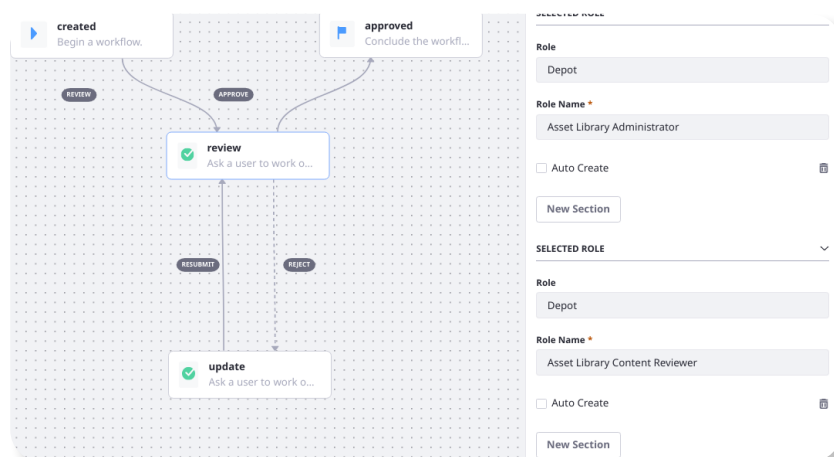 created
Begin a workflow.
approved
Conclude the workfl...
REVIEW
APPROVE
review
Ask a user to work o...
RESUBMIT
REJECT
update
Ask a user to work o...
SELECTED ROLE
Role
Depot
Role Name *
Asset Library Administrator
Auto Create
New Section
SELECTED ROLE
Role
Depot
Role Name *
Asset Library Content Reviewer
Auto Create
New Section